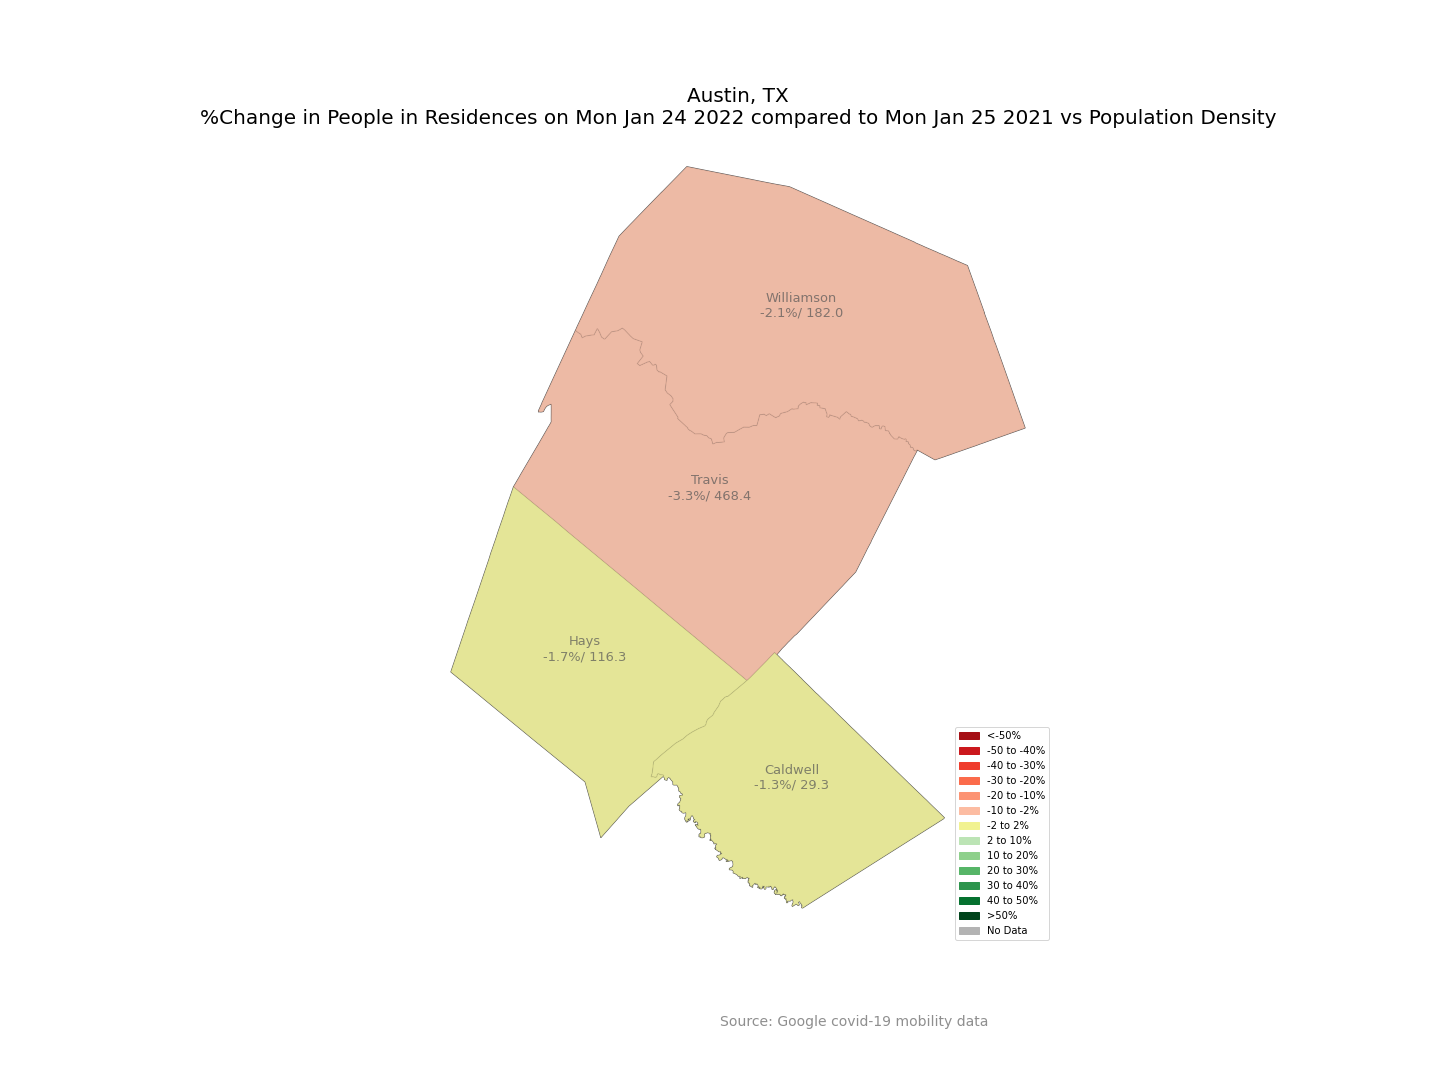 Austin, TX
%Change in People in Residences on Mon Jan 24 2022 compared to Mon Jan 25 2021 vs Population Density
Williamson
-2.1%/ 182.0
Travis
-3.3%/ 468.4
Hays
-1.7%/ 116.3
Caldwell
-1.3%/ 29.3
<-50%
-50 to -40%
-40 to -30%
-30 to -20%
-20 to -10%
-10 to -2%
-2 to 2%
2 to 10%
10 to 20%
20 to 30%
30 to 40%
40 to 50%
>50%
No Data
Source: Google covid-19 mobility data